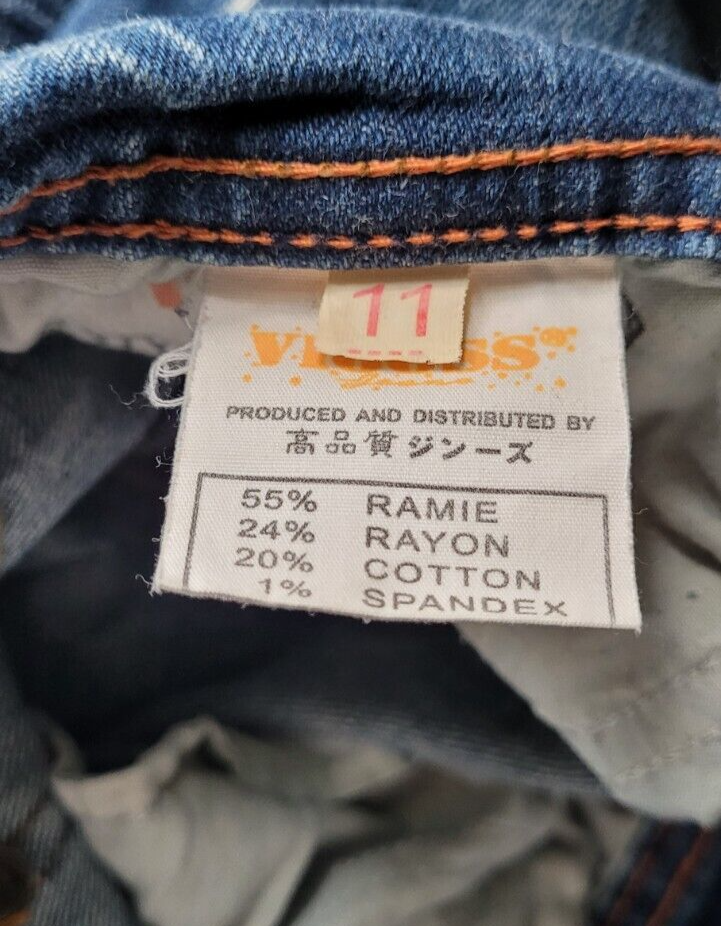 11
PRODUCED AND DISTRIBUTED BY
高品質ジンーズ
55% RAMIE
24% RAYON
20% COTTON
1% SPANDEX